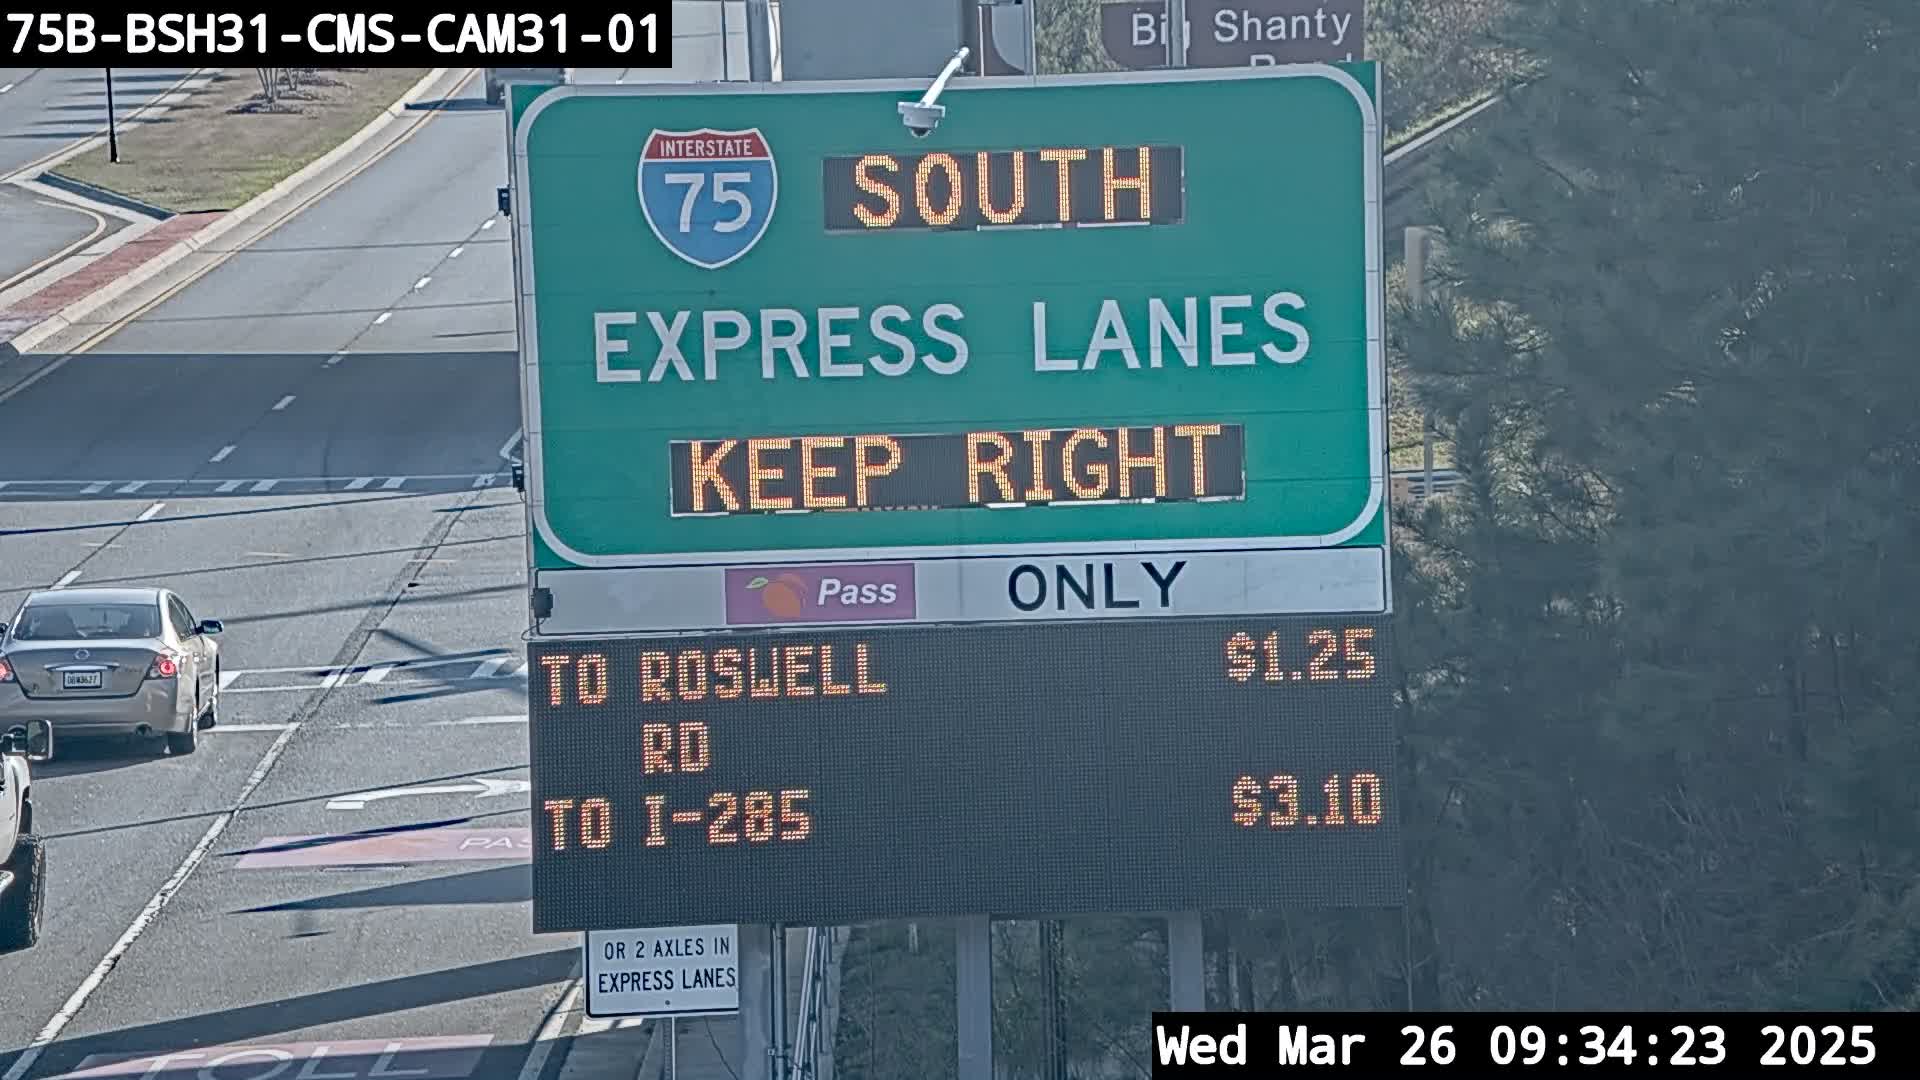 75B-BSH31-CMS-CAM31-01
Big Shanty
Road
INTERSTATE
75
SOUTH
EXPRESS LANES
KEEP RIGHT
Pass
ONLY
TO ROSWELL $1.25
RD
TO I-285 $3.10
PAS
OR 2 AXLES IN
EXPRESS LANES
TOLL
Wed Mar 26 09:34:23 2025